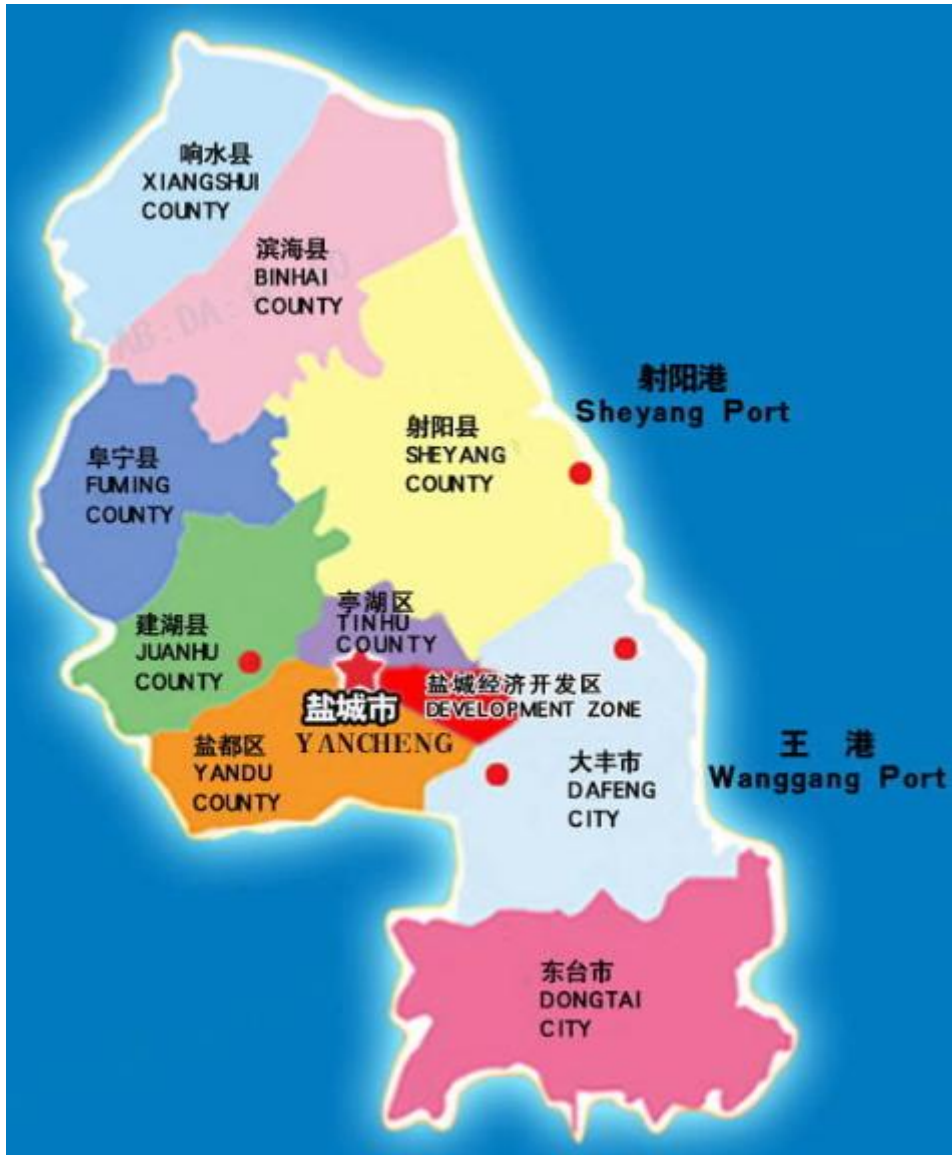 响水县
XIANGSHUI
COUNTY
滨海县
BINHAI
COUNTY
射阳港
Sheyang Port
射阳县
SHEYANG
COUNTY
阜宁县
FUMING
COUNTY
亭湖区
TINHU
COUNTY
建湖县
JUANHU
COUNTY
盐城经济开发区
DEVELOPMENT ZONE
盐城市
YANCHENG
盐都区
YANDU
COUNTY
王 港
Wanggang Port
大丰市
DAFENG
CITY
东台市
DONGTAI
CITY